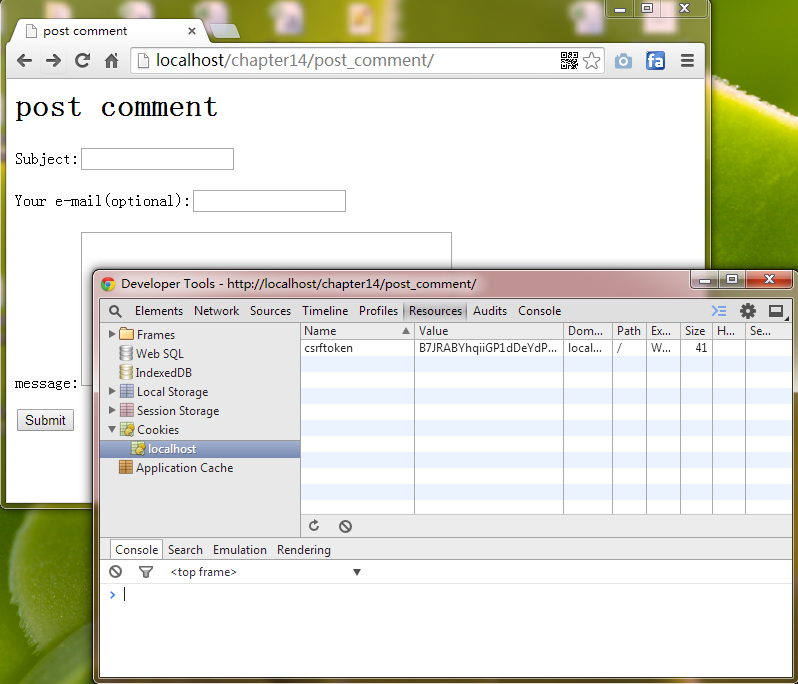 post comment
localhost/chapter14/post_comment/
post comment
Subject:
Your e-mail(optional):
message:
Submit
Developer Tools - http://localhost/chapter14/post_comment/
Elements Network Sources Timeline Profiles Resources Audits Console
Frames
Web SQL
IndexedDB
Local Storage
Session Storage
Cookies
localhost
Application Cache
Name Value Dom... Path Ex... Size H... Se...
csrftoken B7JRABYhqiiGP1dDeYdP... local... / W... 41
Console Search Emulation Rendering
<top frame>